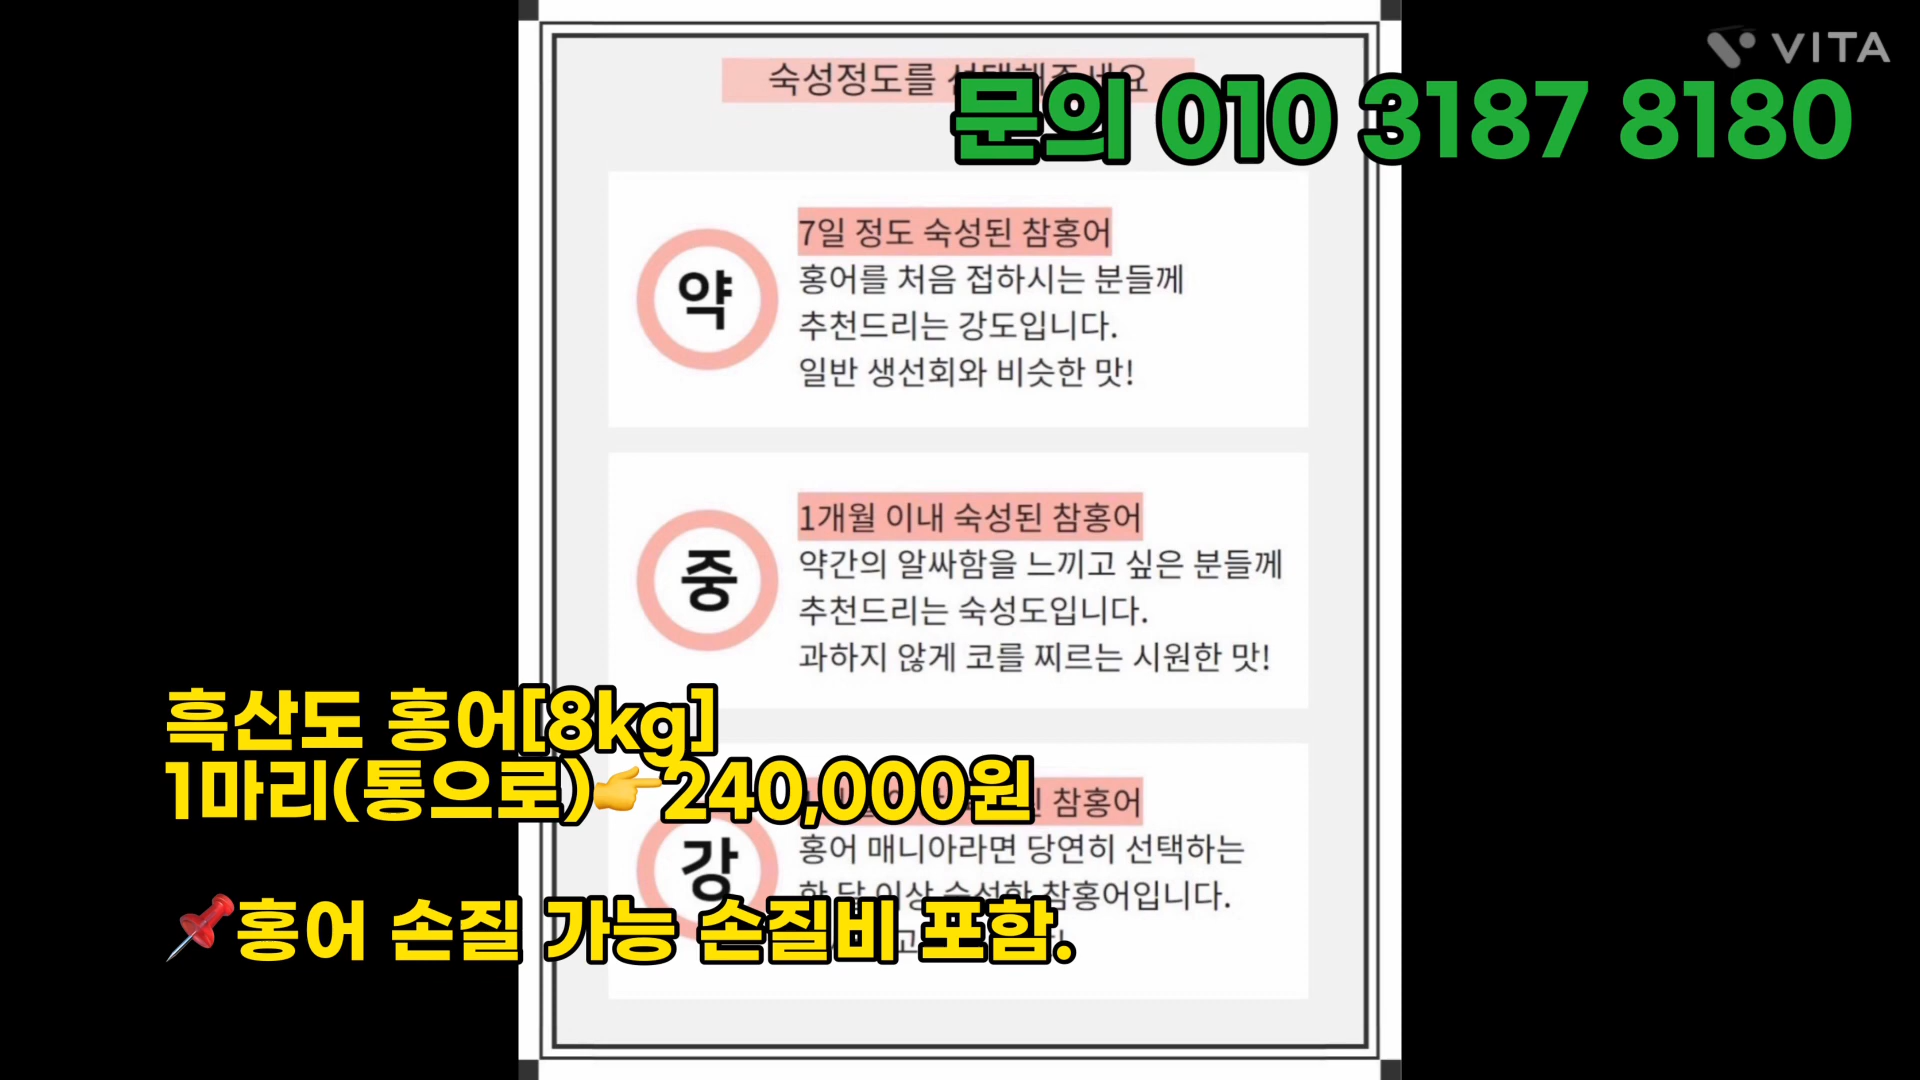 VITA
숙성정도를
문의 010 3187 8180
약
7일 정도 숙성된 참홍어
홍어를 처음 접하시는 분들께
추천드리는 강도입니다.
일반 생선회와 비슷한 맛!
중
1개월 이내 숙성된 참홍어
약간의 알싸함을 느끼고 싶은 분들께
추천드리는 숙성도입니다.
과하지 않게 코를 찌르는 시원한 맛!
흑산도 홍어[8kg]
1마리(통으로)👉240,000원
참홍어
강
홍어 매니아라면 당연히 선택하는
한 달 이상 숙성한 참홍어입니다.
📌홍어 손질 가능 손질비 포함.